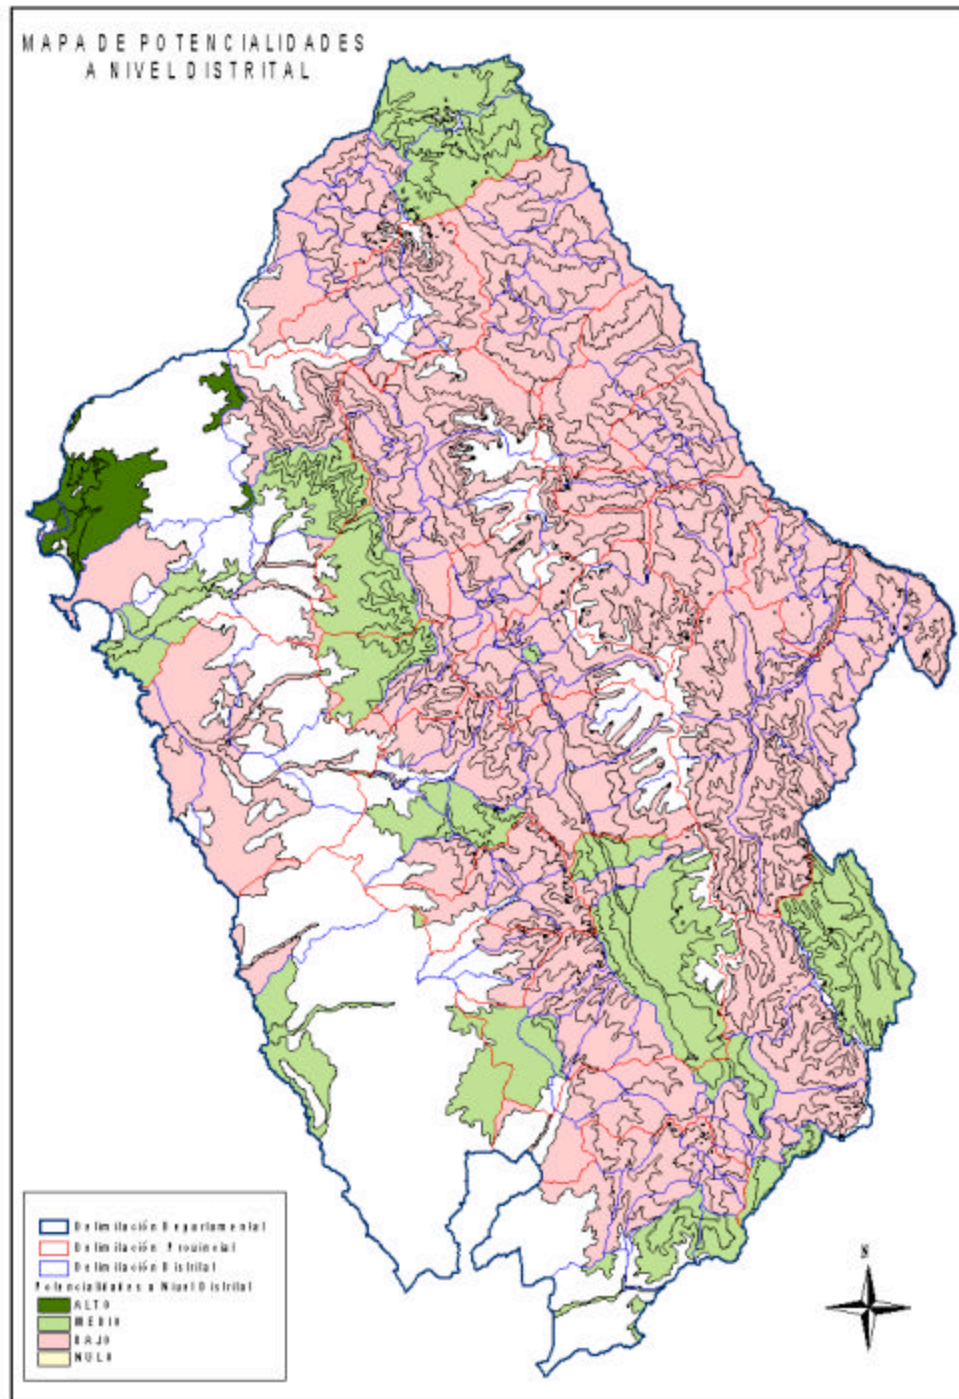 MAPA DE POTENCIALIDADES
A NIVEL DISTRITAL
N
Delimitación Departamental
Delimitación Provincial
Delimitación Distrital
Potencialidades a Nivel Distrital
ALTO
MEDIO
BAJO
NULO